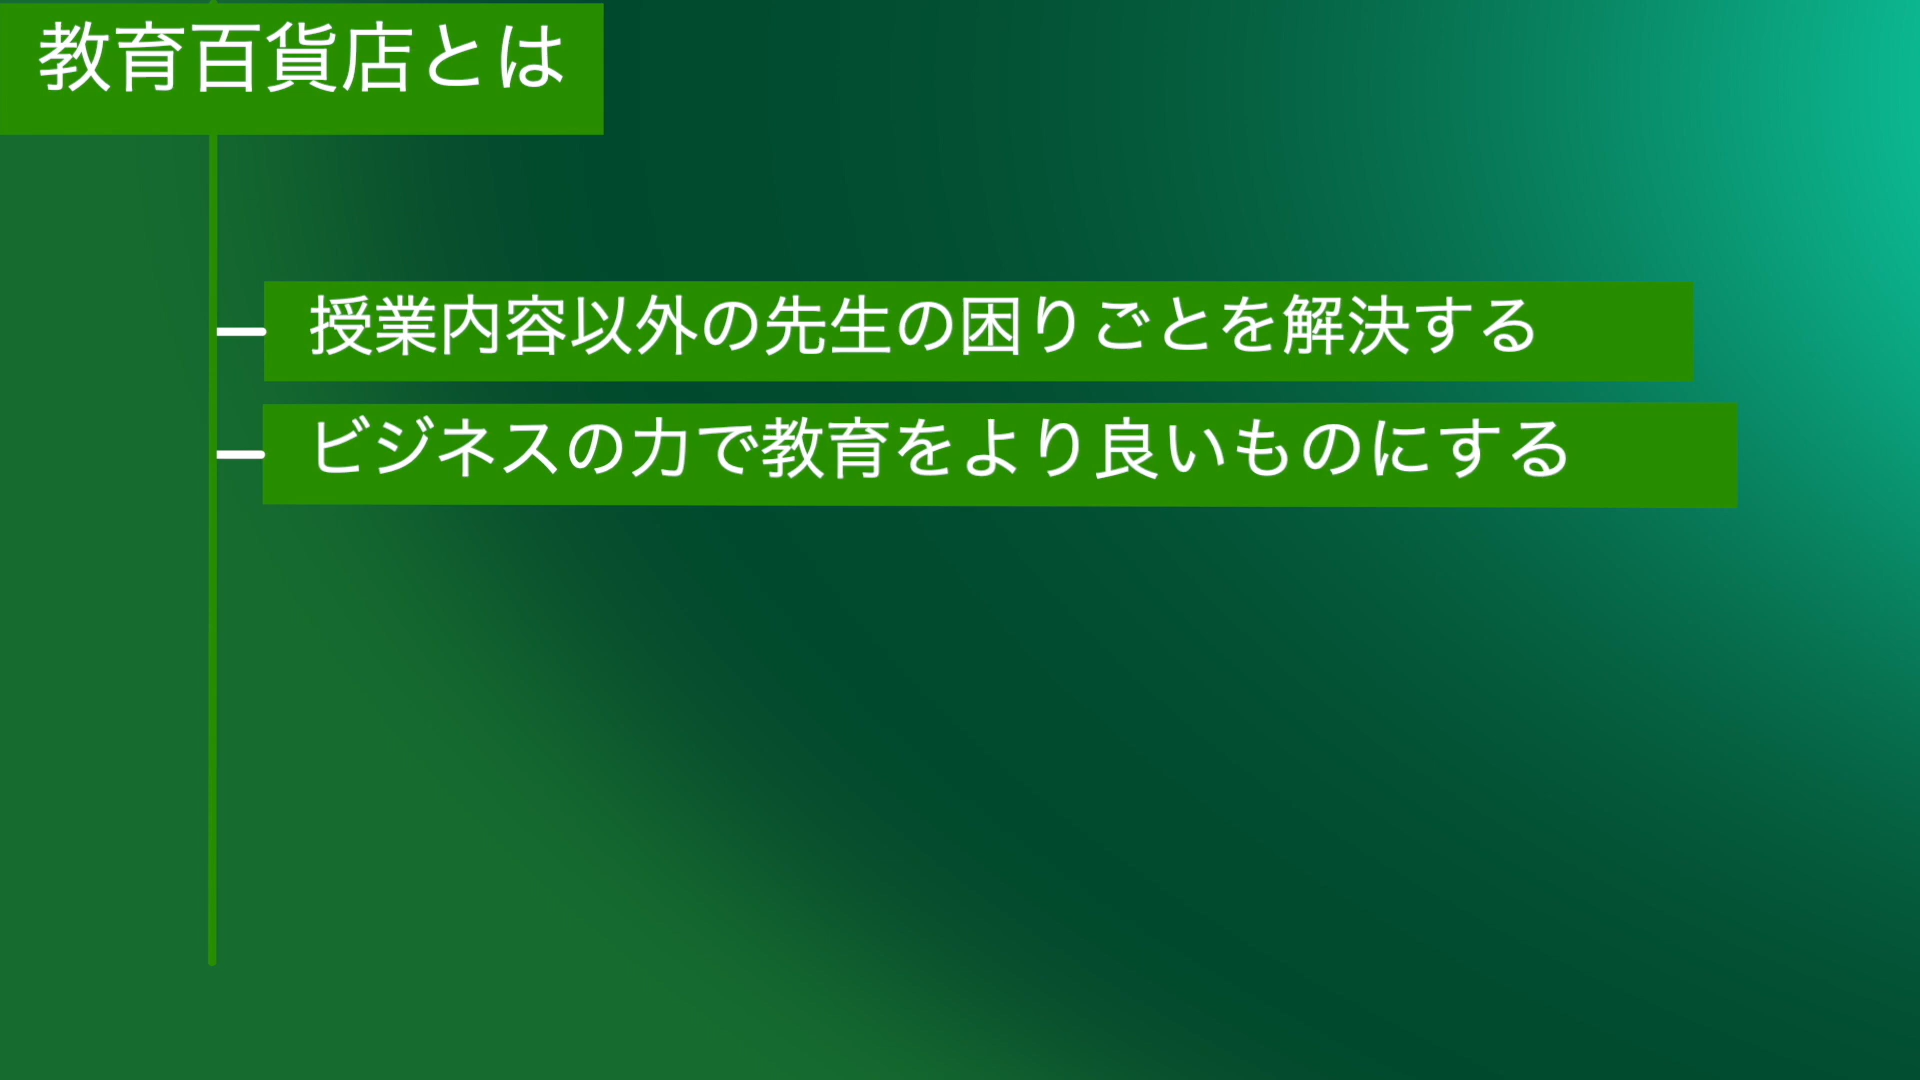 教育百貨店とは
授業内容以外の先生の困りごとを解決する
ビジネスの力で教育をより良いものにする